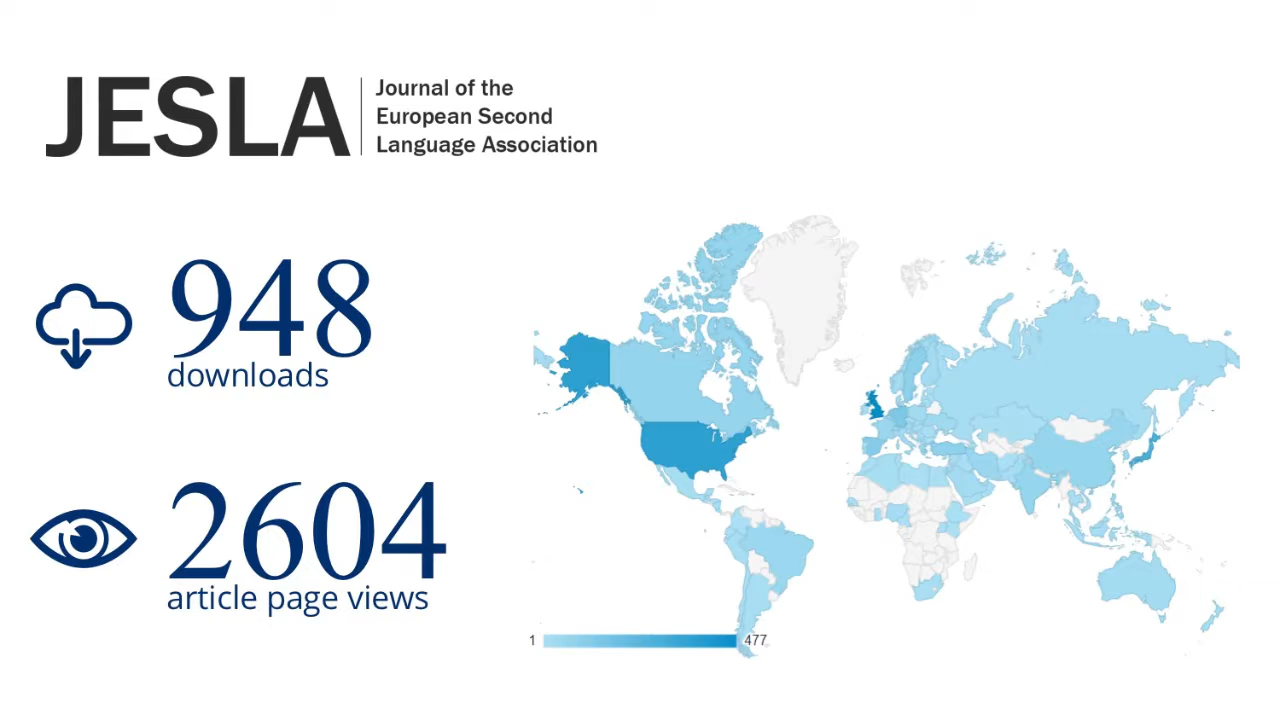 JESLA
Journal of the
European Second
Language Association
948
downloads
2604
article page views
1
477